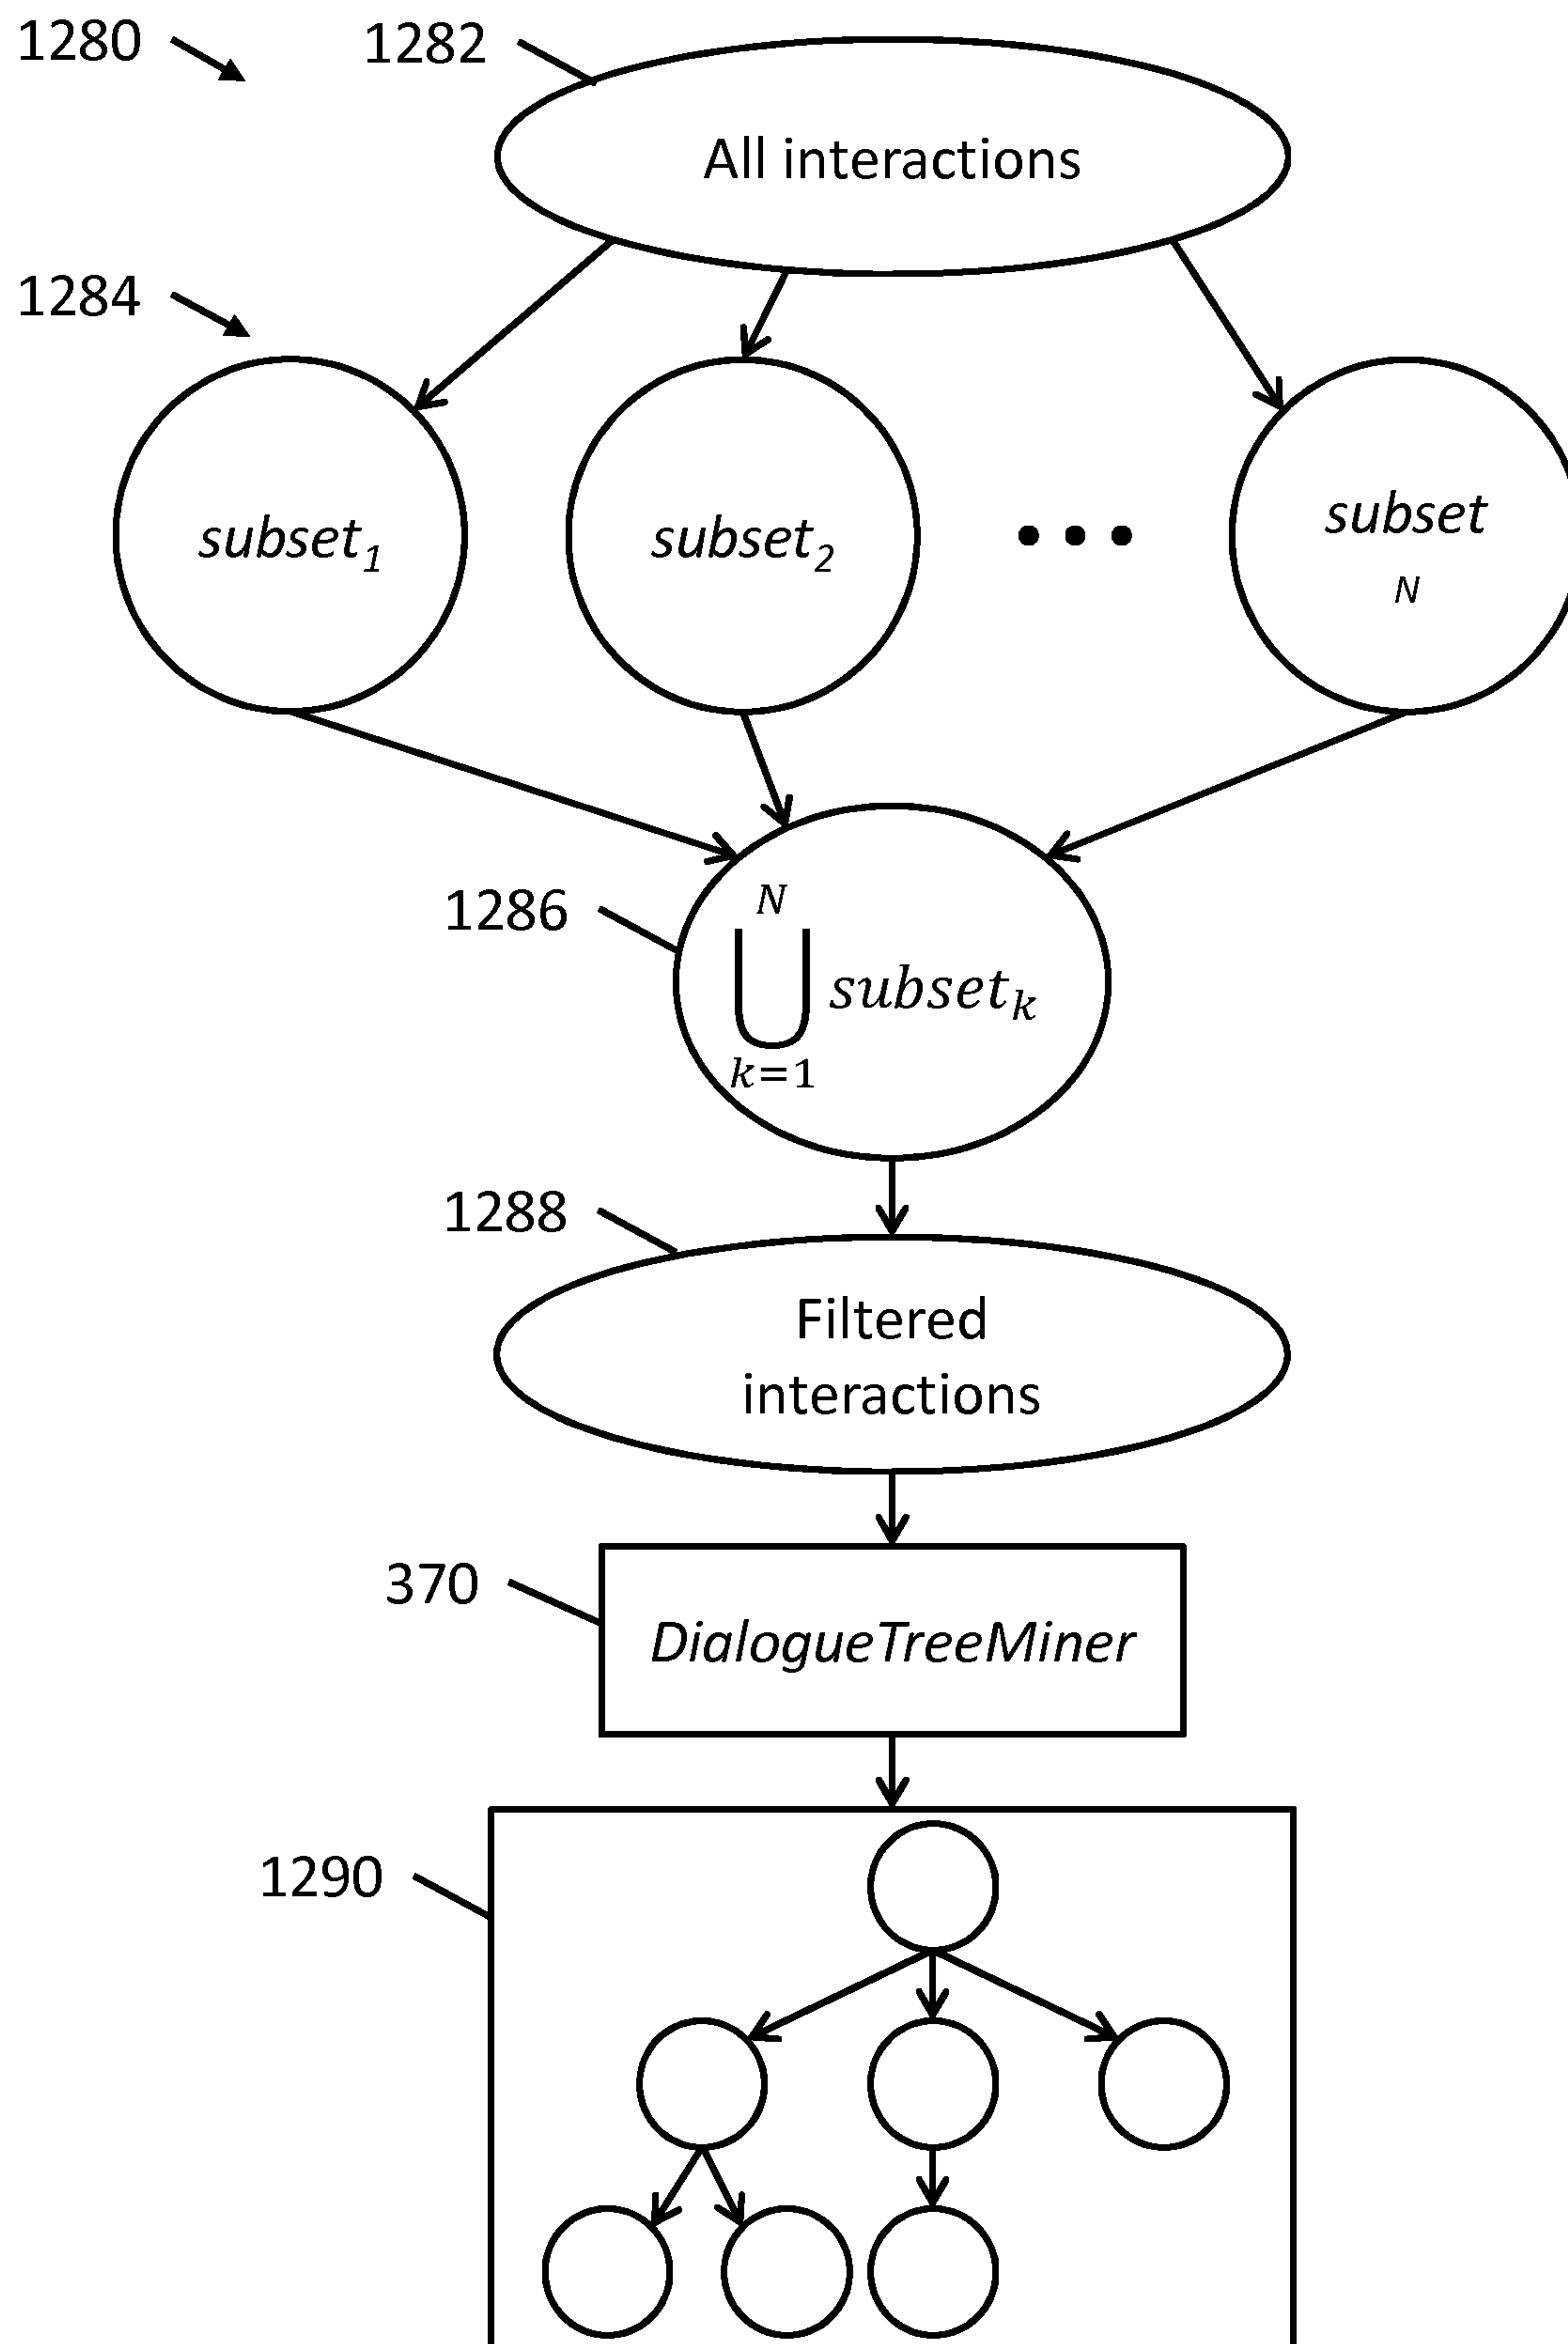 1280
1282
All interactions
1284
subset1
subset2
• • •
subset
N
1286
N
⋃ subsetk
k=1
1288
Filtered
interactions
370
DialogueTreeMiner
1290